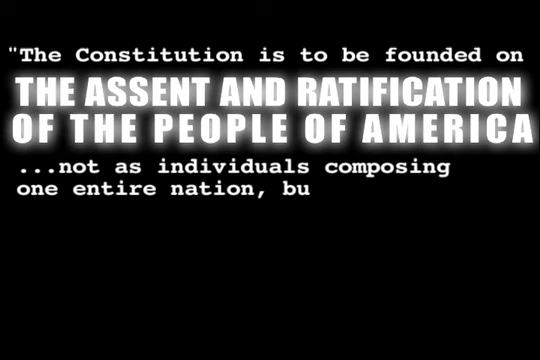 "The Constitution is to be founded on
THE ASSENT AND RATIFICATION
OF THE PEOPLE OF AMERICA
...not as individuals composing
one entire nation, bu